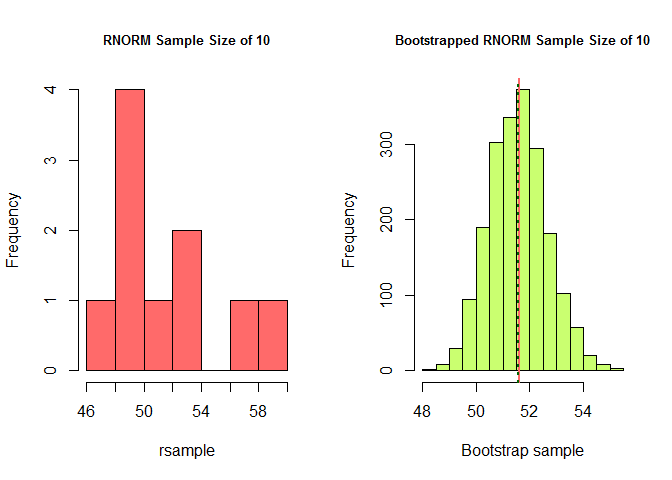 RNORM Sample Size of 10
Frequency
0
1
2
3
4
46
50
54
58
rsample
Bootstrapped RNORM Sample Size of 10
Frequency
0
100
200
300
48
50
52
54
Bootstrap sample